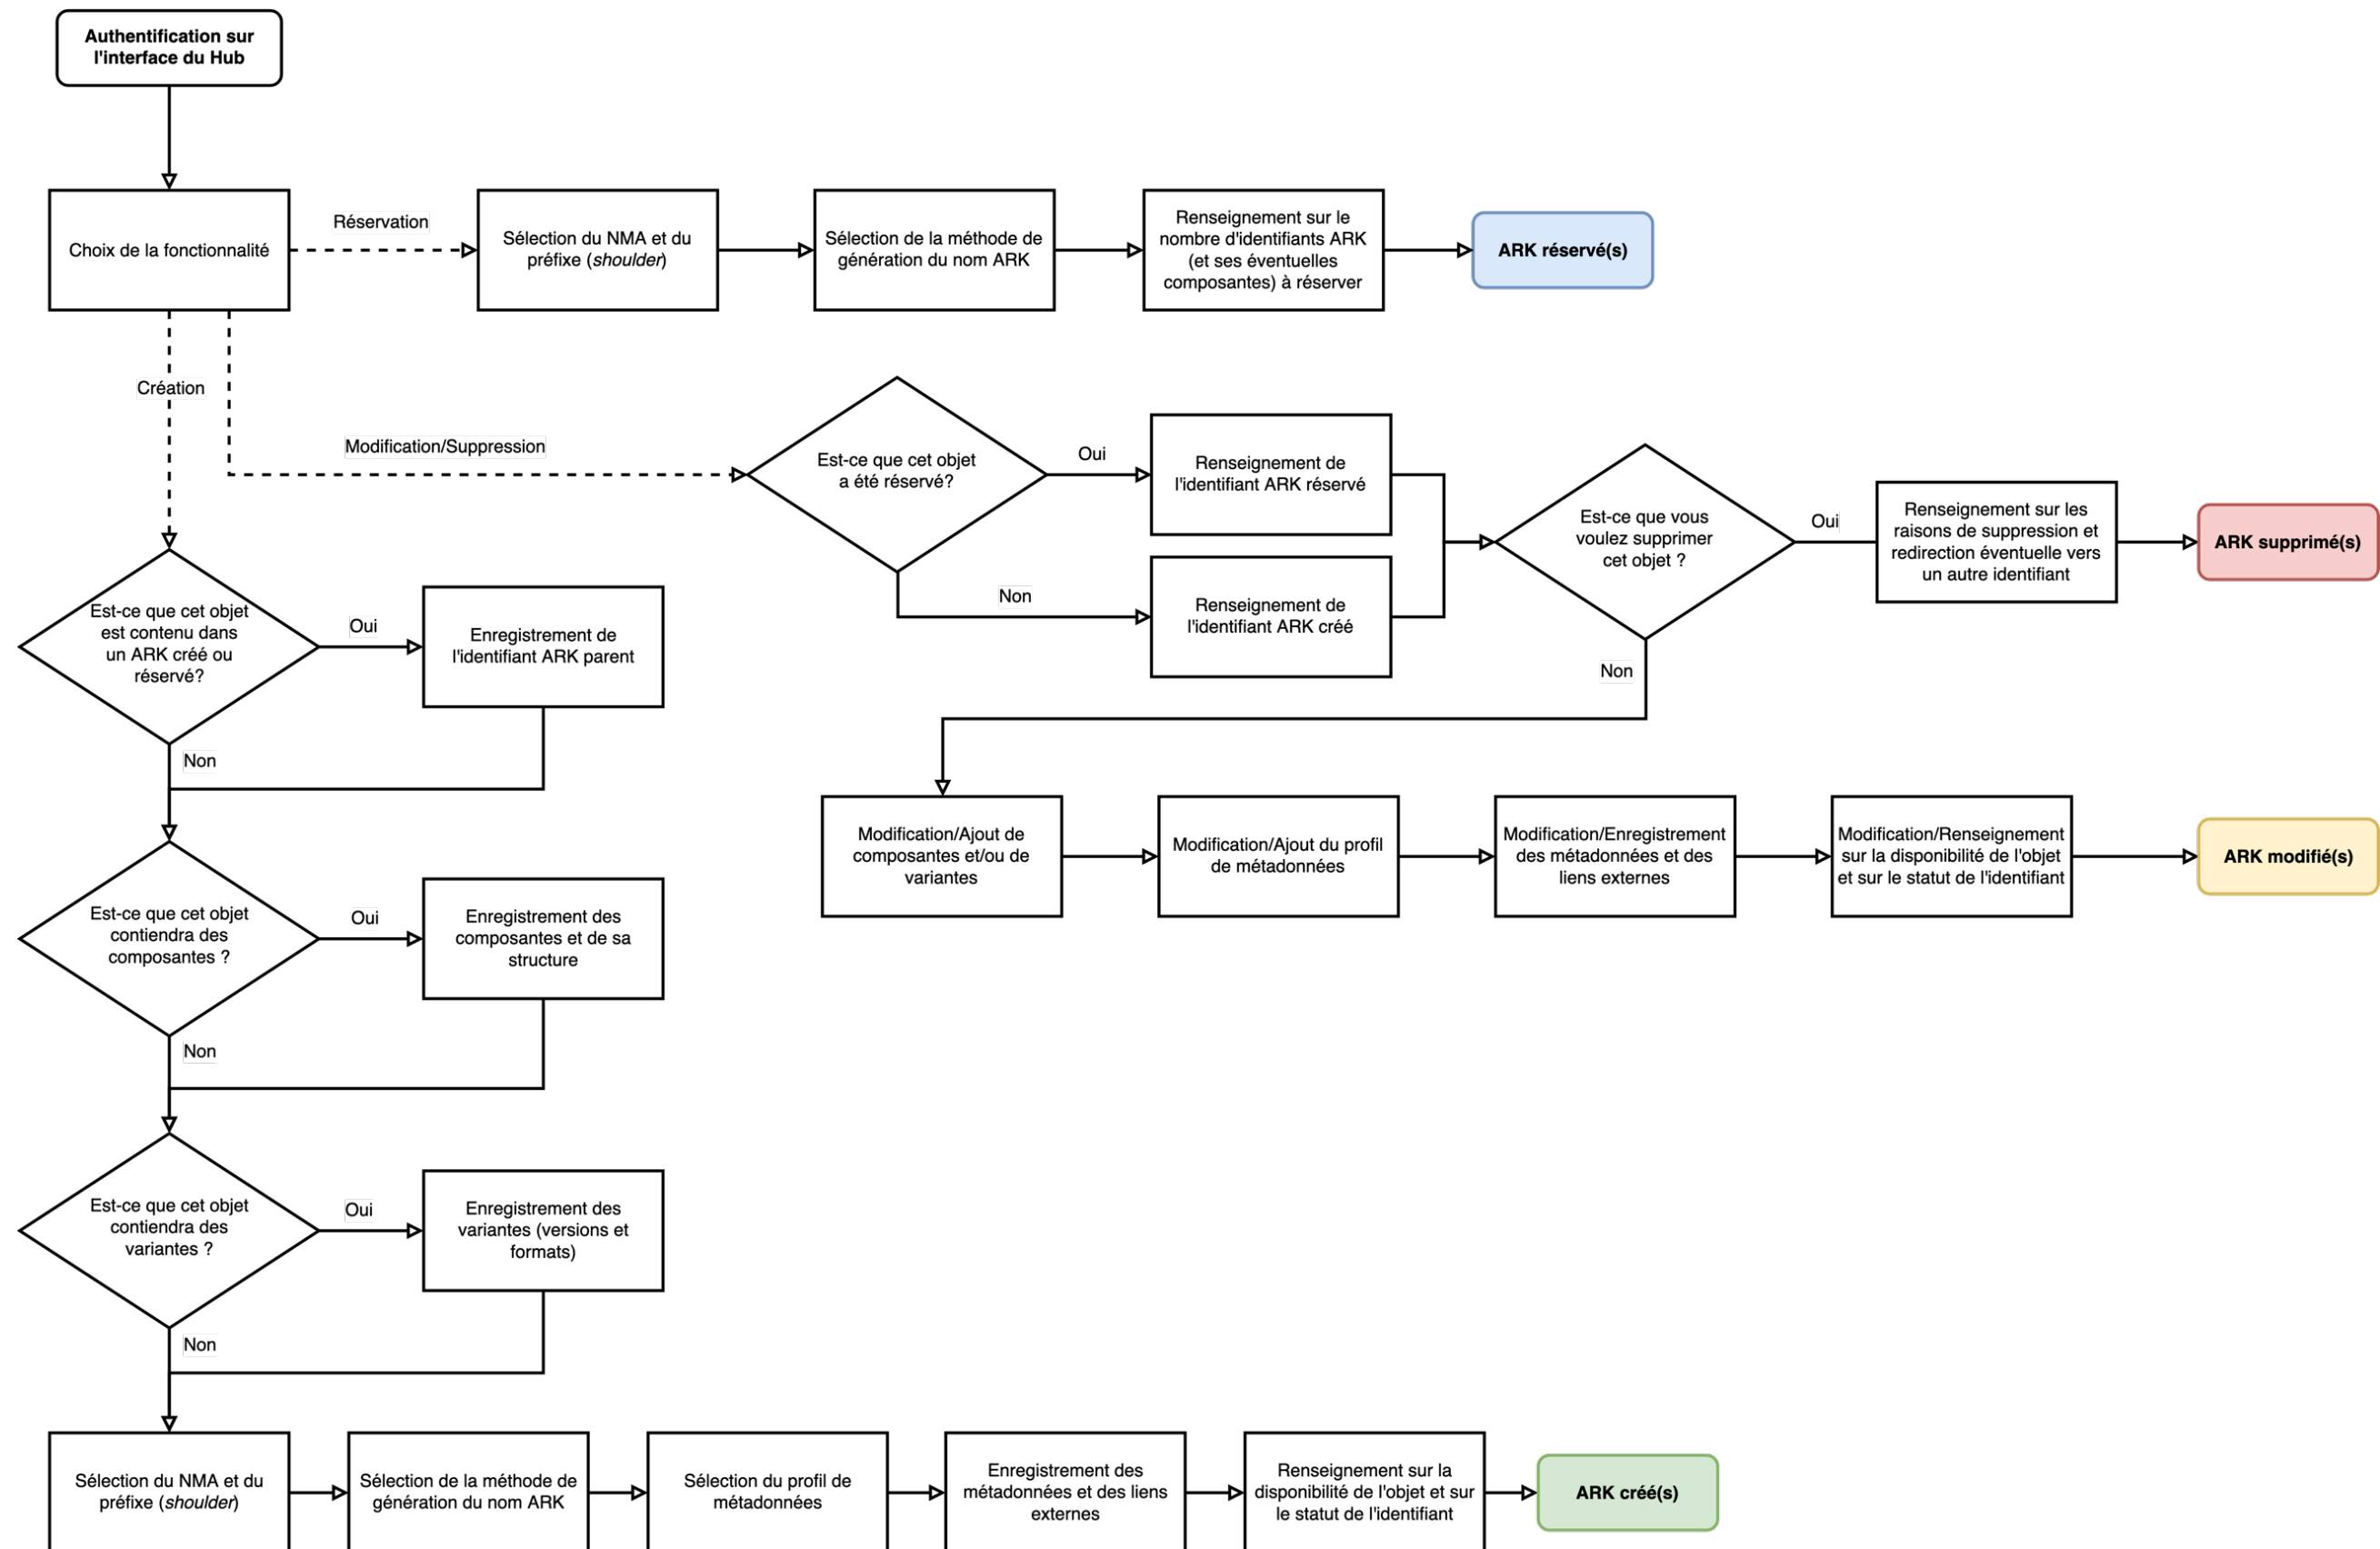 Authentification sur
l'interface du Hub
Choix de la fonctionnalité
Réservation
Sélection du NMA et du
préfixe (shoulder)
Sélection de la méthode de
génération du nom ARK
Renseignement sur le
nombre d'identifiants ARK
(et ses éventuelles
composantes) à réserver
ARK réservé(s)
Création
Modification/Suppression
Est-ce que cet objet
a été réservé?
Oui
Renseignement de
l'identifiant ARK réservé
Non
Renseignement de
l'identifiant ARK créé
Est-ce que vous
voulez supprimer
cet objet ?
Oui
Renseignement sur les
raisons de suppression et
redirection éventuelle vers
un autre identifiant
ARK supprimé(s)
Non
Modification/Ajout de
composantes et/ou de
variantes
Modification/Ajout du profil
de métadonnées
Modification/Enregistrement
des métadonnées et des
liens externes
Modification/Renseignement
sur la disponibilité de l'objet
et sur le statut de l'identifiant
ARK modifié(s)
Est-ce que cet objet
est contenu dans
un ARK créé ou
réservé?
Oui
Enregistrement de
l'identifiant ARK parent
Non
Est-ce que cet objet
contiendra des
composantes ?
Oui
Enregistrement des
composantes et de sa
structure
Non
Est-ce que cet objet
contiendra des
variantes ?
Oui
Enregistrement des
variantes (versions et
formats)
Non
Sélection du NMA et du
préfixe (shoulder)
Sélection de la méthode de
génération du nom ARK
Sélection du profil de
métadonnées
Enregistrement des
métadonnées et des liens
externes
Renseignement sur la
disponibilité de l'objet et sur
le statut de l'identifiant
ARK créé(s)